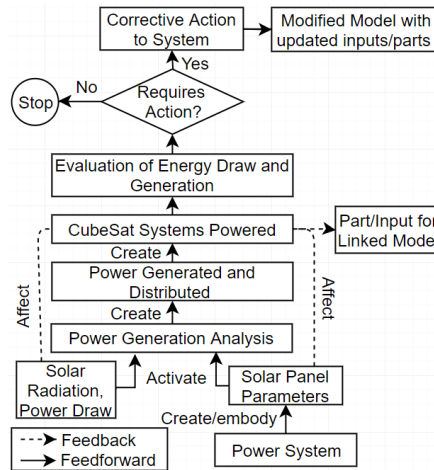 Corrective Action
to System
Modified Model with
updated inputs/parts
Yes
No
Stop
Requires
Action?
Evaluation of Energy Draw and
Generation
CubeSat Systems Powered
Part/Input for
Linked Model
Create
Power Generated and
Distributed
Affect
Affect
Create
Power Generation Analysis
Solar
Radiation,
Power Draw
Activate
Solar Panel
Parameters
Create/embody
Feedback
Feedforward
Power System